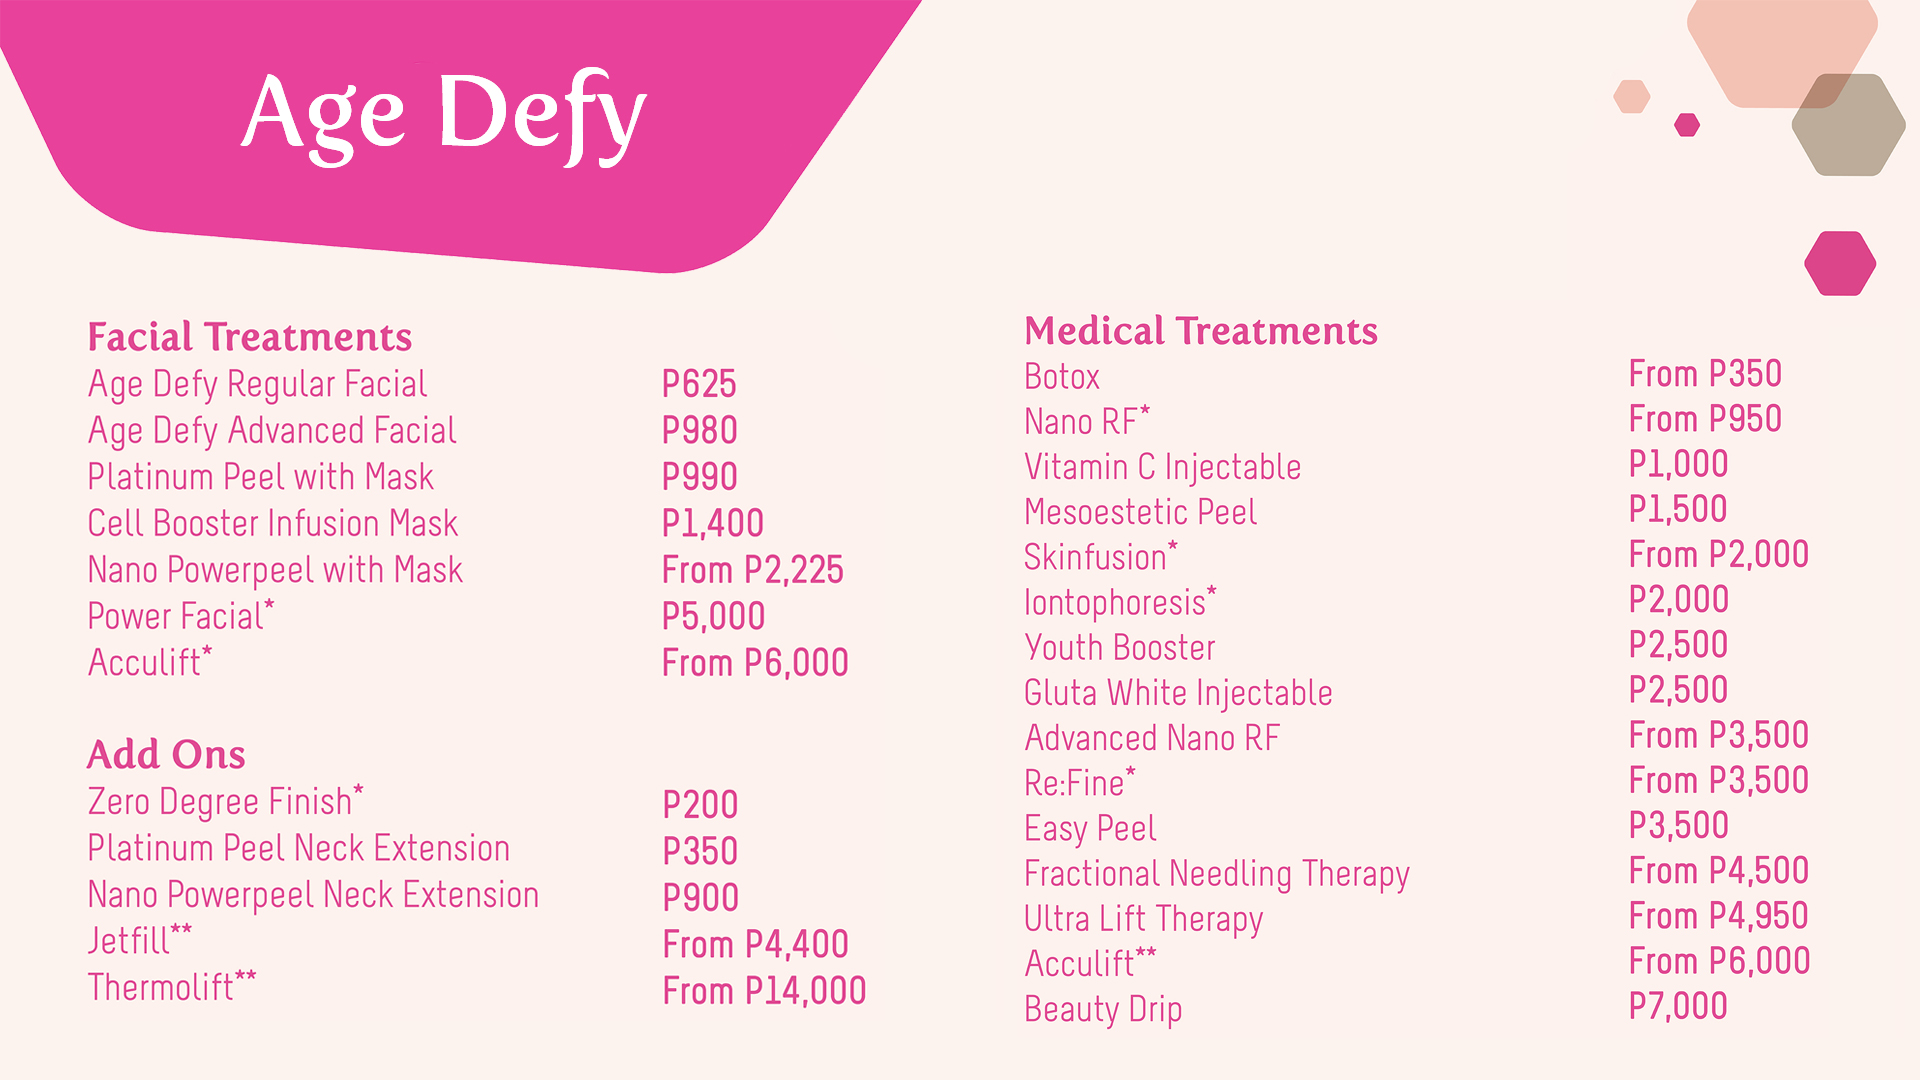 Age Defy
Facial Treatments
Age Defy Regular Facial P625
Age Defy Advanced Facial P980
Platinum Peel with Mask P990
Cell Booster Infusion Mask P1,400
Nano Powerpeel with Mask From P2,225
Power Facial* P5,000
Acculift* From P6,000
Add Ons
Zero Degree Finish* P200
Platinum Peel Neck Extension P350
Nano Powerpeel Neck Extension P900
Jetfill** From P4,400
Thermolift** From P14,000
Medical Treatments
Botox From P350
Nano RF* From P950
Vitamin C Injectable P1,000
Mesoestetic Peel P1,500
Skinfusion* From P2,000
Iontophoresis* P2,000
Youth Booster P2,500
Gluta White Injectable P2,500
Advanced Nano RF From P3,500
Re:Fine* From P3,500
Easy Peel P3,500
Fractional Needling Therapy From P4,500
Ultra Lift Therapy From P4,950
Acculift** From P6,000
Beauty Drip P7,000